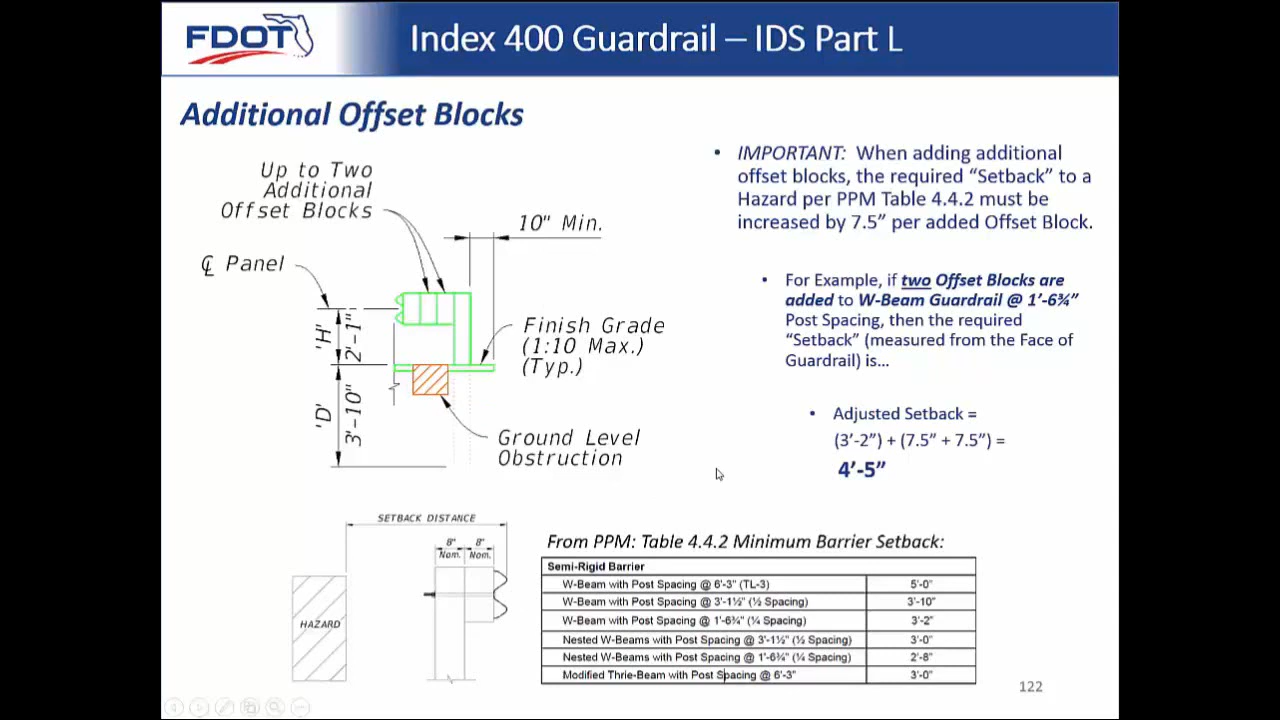 FDOT
Index 400 Guardrail – IDS Part L
Additional Offset Blocks
Up to Two
Additional
Offset Blocks
10" Min.
℄ Panel
'H'
2'-1"
Finish Grade
(1:10 Max.)
(Typ.)
'D'
3'-10"
Ground Level
Obstruction
• IMPORTANT: When adding additional
offset blocks, the required “Setback” to a
Hazard per PPM Table 4.4.2 must be
increased by 7.5” per added Offset Block.
• For Example, if two Offset Blocks are
added to W-Beam Guardrail @ 1’-6¾”
Post Spacing, then the required
“Setback” (measured from the Face of
Guardrail) is…
• Adjusted Setback =
(3’-2”) + (7.5” + 7.5”) =
4’-5”
SETBACK DISTANCE
8" 8"
Nom. Nom.
HAZARD
From PPM: Table 4.4.2 Minimum Barrier Setback:
Semi-Rigid Barrier
W-Beam with Post Spacing @ 6'-3" (TL-3) 5'-0"
W-Beam with Post Spacing @ 3'-1½" (½ Spacing) 3'-10"
W-Beam with Post Spacing @ 1'-6¾" (¼ Spacing) 3'-2"
Nested W-Beams with Post Spacing @ 3'-1½" (½ Spacing) 3'-0"
Nested W-Beams with Post Spacing @ 1'-6¾" (¼ Spacing) 2'-8"
Modified Thrie-Beam with Post Spacing @ 6'-3" 3'-0"
122